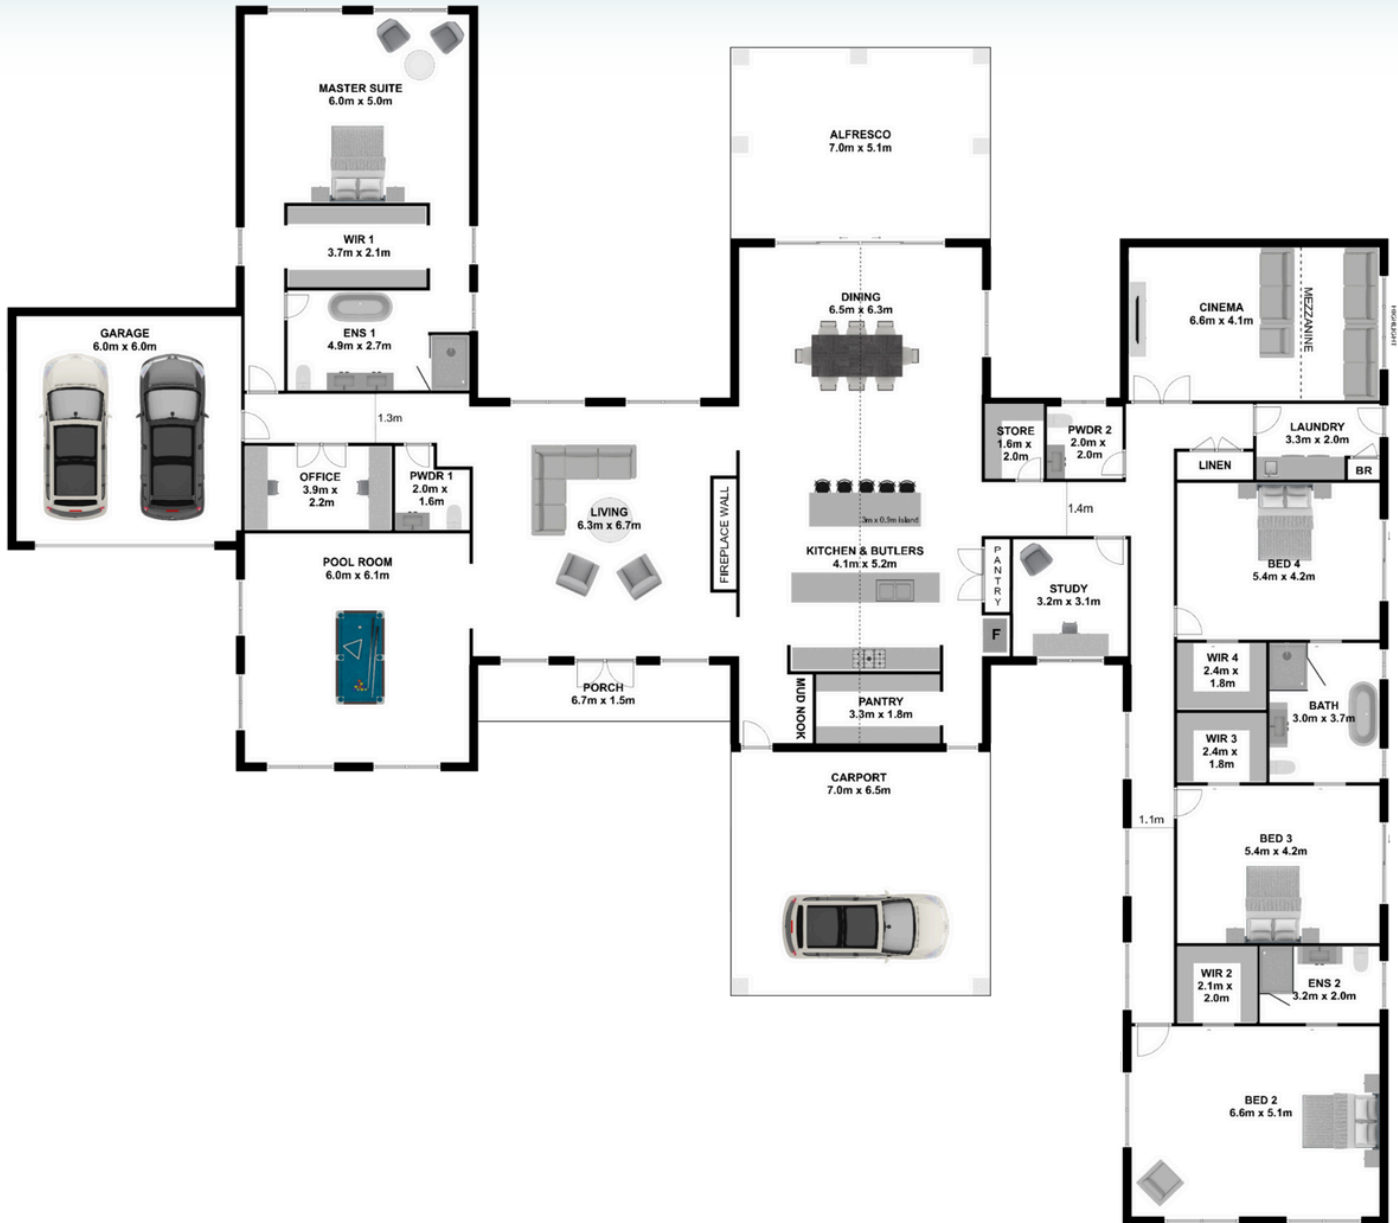 MASTER SUITE
6.0m x 5.0m
WIR 1
3.7m x 2.1m
ENS 1
4.9m x 2.7m
GARAGE
6.0m x 6.0m
1.3m
OFFICE
3.9m x
2.2m
PWDR 1
2.0m x
1.6m
POOL ROOM
6.0m x 6.1m
LIVING
6.3m x 6.7m
FIREPLACE WALL
PORCH
6.7m x 1.5m
ALFRESCO
7.0m x 5.1m
DINING
6.5m x 6.3m
3m x 0.9m Island
KITCHEN & BUTLERS
4.1m x 5.2m
PANTRY
F
MUD NOOK
PANTRY
3.3m x 1.8m
CARPORT
7.0m x 6.5m
STORE
1.6m x
2.0m
PWDR 2
2.0m x
2.0m
1.4m
STUDY
3.2m x 3.1m
CINEMA
6.6m x 4.1m
MEZZANINE
HIGHLIGHT
LAUNDRY
3.3m x 2.0m
LINEN
BR
BED 4
5.4m x 4.2m
WIR 4
2.4m x
1.8m
BATH
3.0m x 3.7m
WIR 3
2.4m x
1.8m
1.1m
BED 3
5.4m x 4.2m
WIR 2
2.1m x
2.0m
ENS 2
3.2m x 2.0m
BED 2
6.6m x 5.1m